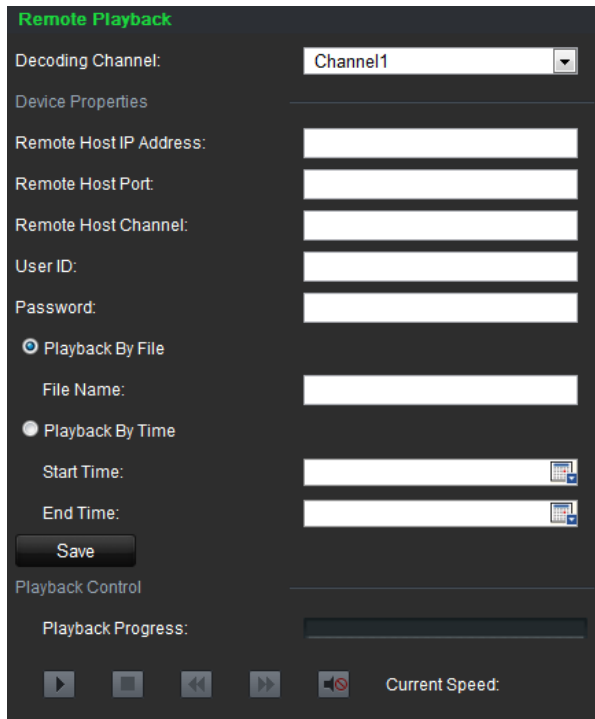 Remote Playback
Decoding Channel: Channel1
Device Properties
Remote Host IP Address:
Remote Host Port:
Remote Host Channel:
User ID:
Password:
Playback By File
File Name:
Playback By Time
Start Time:
End Time:
Save
Playback Control
Playback Progress:
Current Speed: